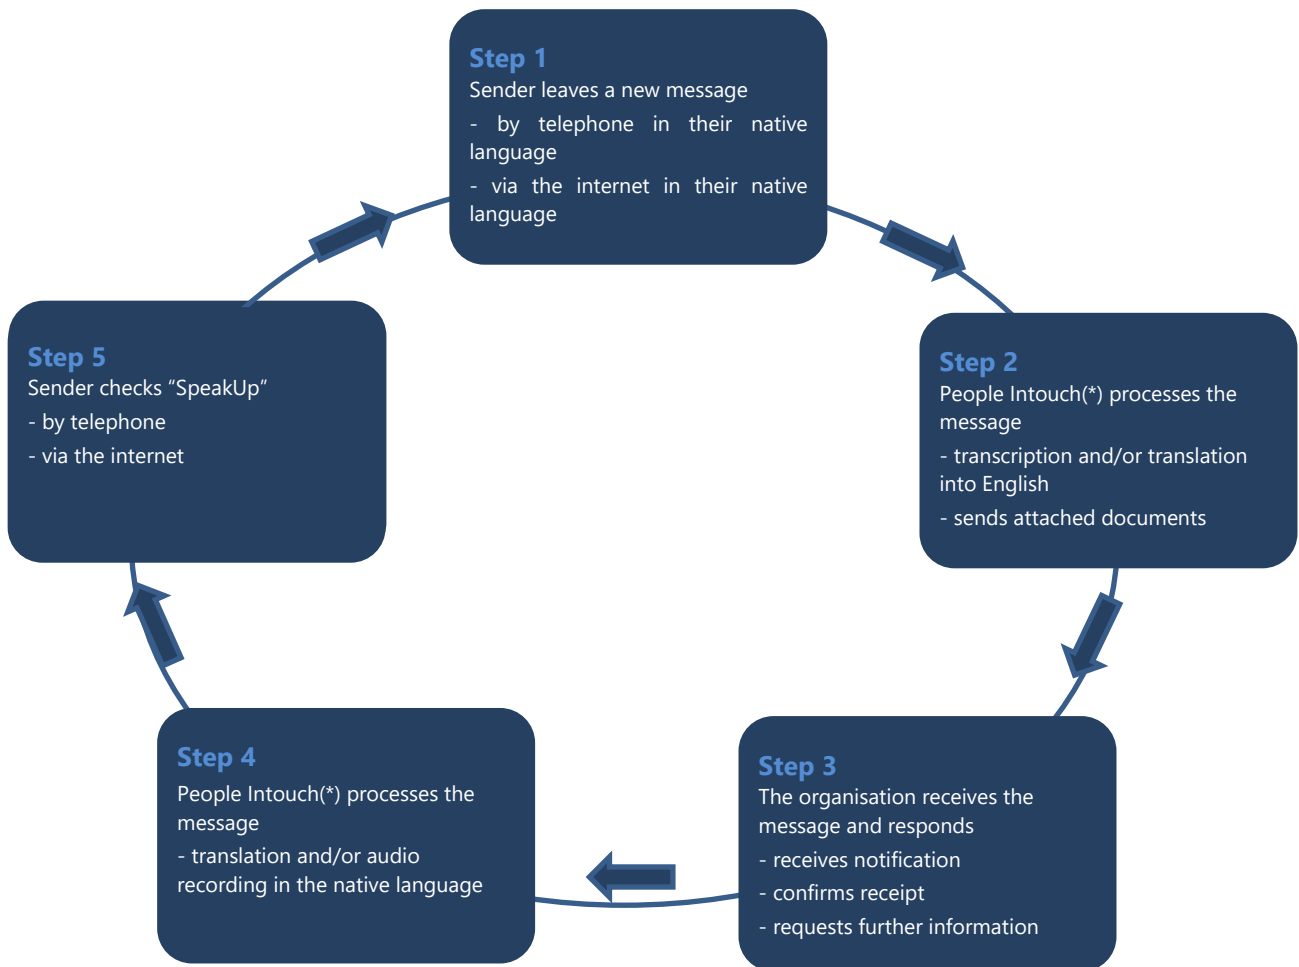 Step 1
Sender leaves a new message
- by telephone in their native
language
- via the internet in their native
language
Step 2
People Intouch(*) processes the
message
- transcription and/or translation
into English
- sends attached documents
Step 3
The organisation receives the
message and responds
- receives notification
- confirms receipt
- requests further information
Step 4
People Intouch(*) processes the
message
- translation and/or audio
recording in the native language
Step 5
Sender checks “SpeakUp”
- by telephone
- via the internet